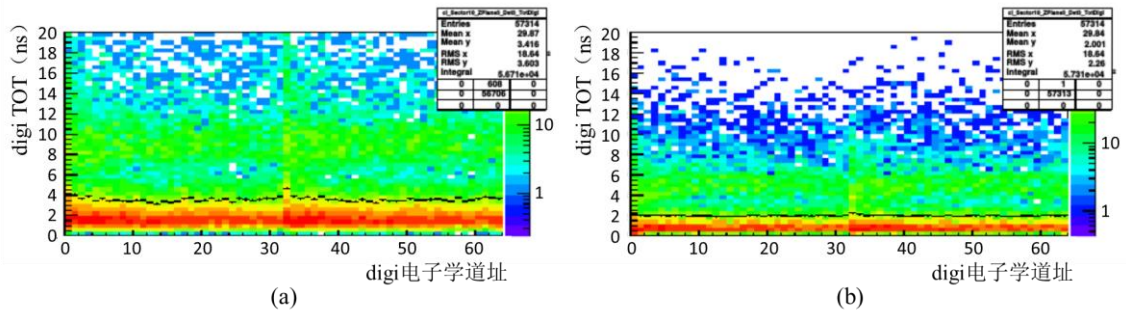 cl_Sector18_ZPlane0_Det0_TotDigi
Entries 57314
Mean x 29.87
Mean y 3.416
RMS x 18.64
RMS y 3.603
Integral 5.671e+04
0 608 0
0 56706 0
0 0 0
digi TOT（ns）
20
18
16
14
12
10
8
6
4
2
0
0 10 20 30 40 50 60
10
1
digi电子学道址
(a)
Entries 57314
Mean x 29.84
Mean y 2.001
RMS x 18.64
RMS y 2.26
Integral 5.731e+04
0 1 0
0 57313 0
0 0 0
digi TOT（ns）
20
18
16
14
12
10
8
6
4
2
0
0 10 20 30 40 50 60
10
1
digi电子学道址
(b)